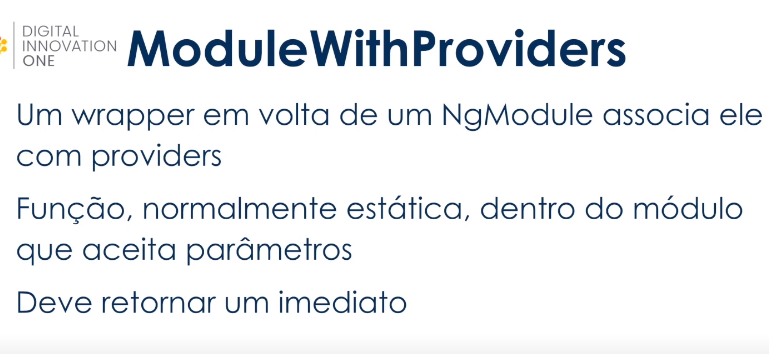 DIGITAL
INNOVATION
ONE
ModuleWithProviders
Um wrapper em volta de um NgModule associa ele
com providers
Função, normalmente estática, dentro do módulo
que aceita parâmetros
Deve retornar um imediato